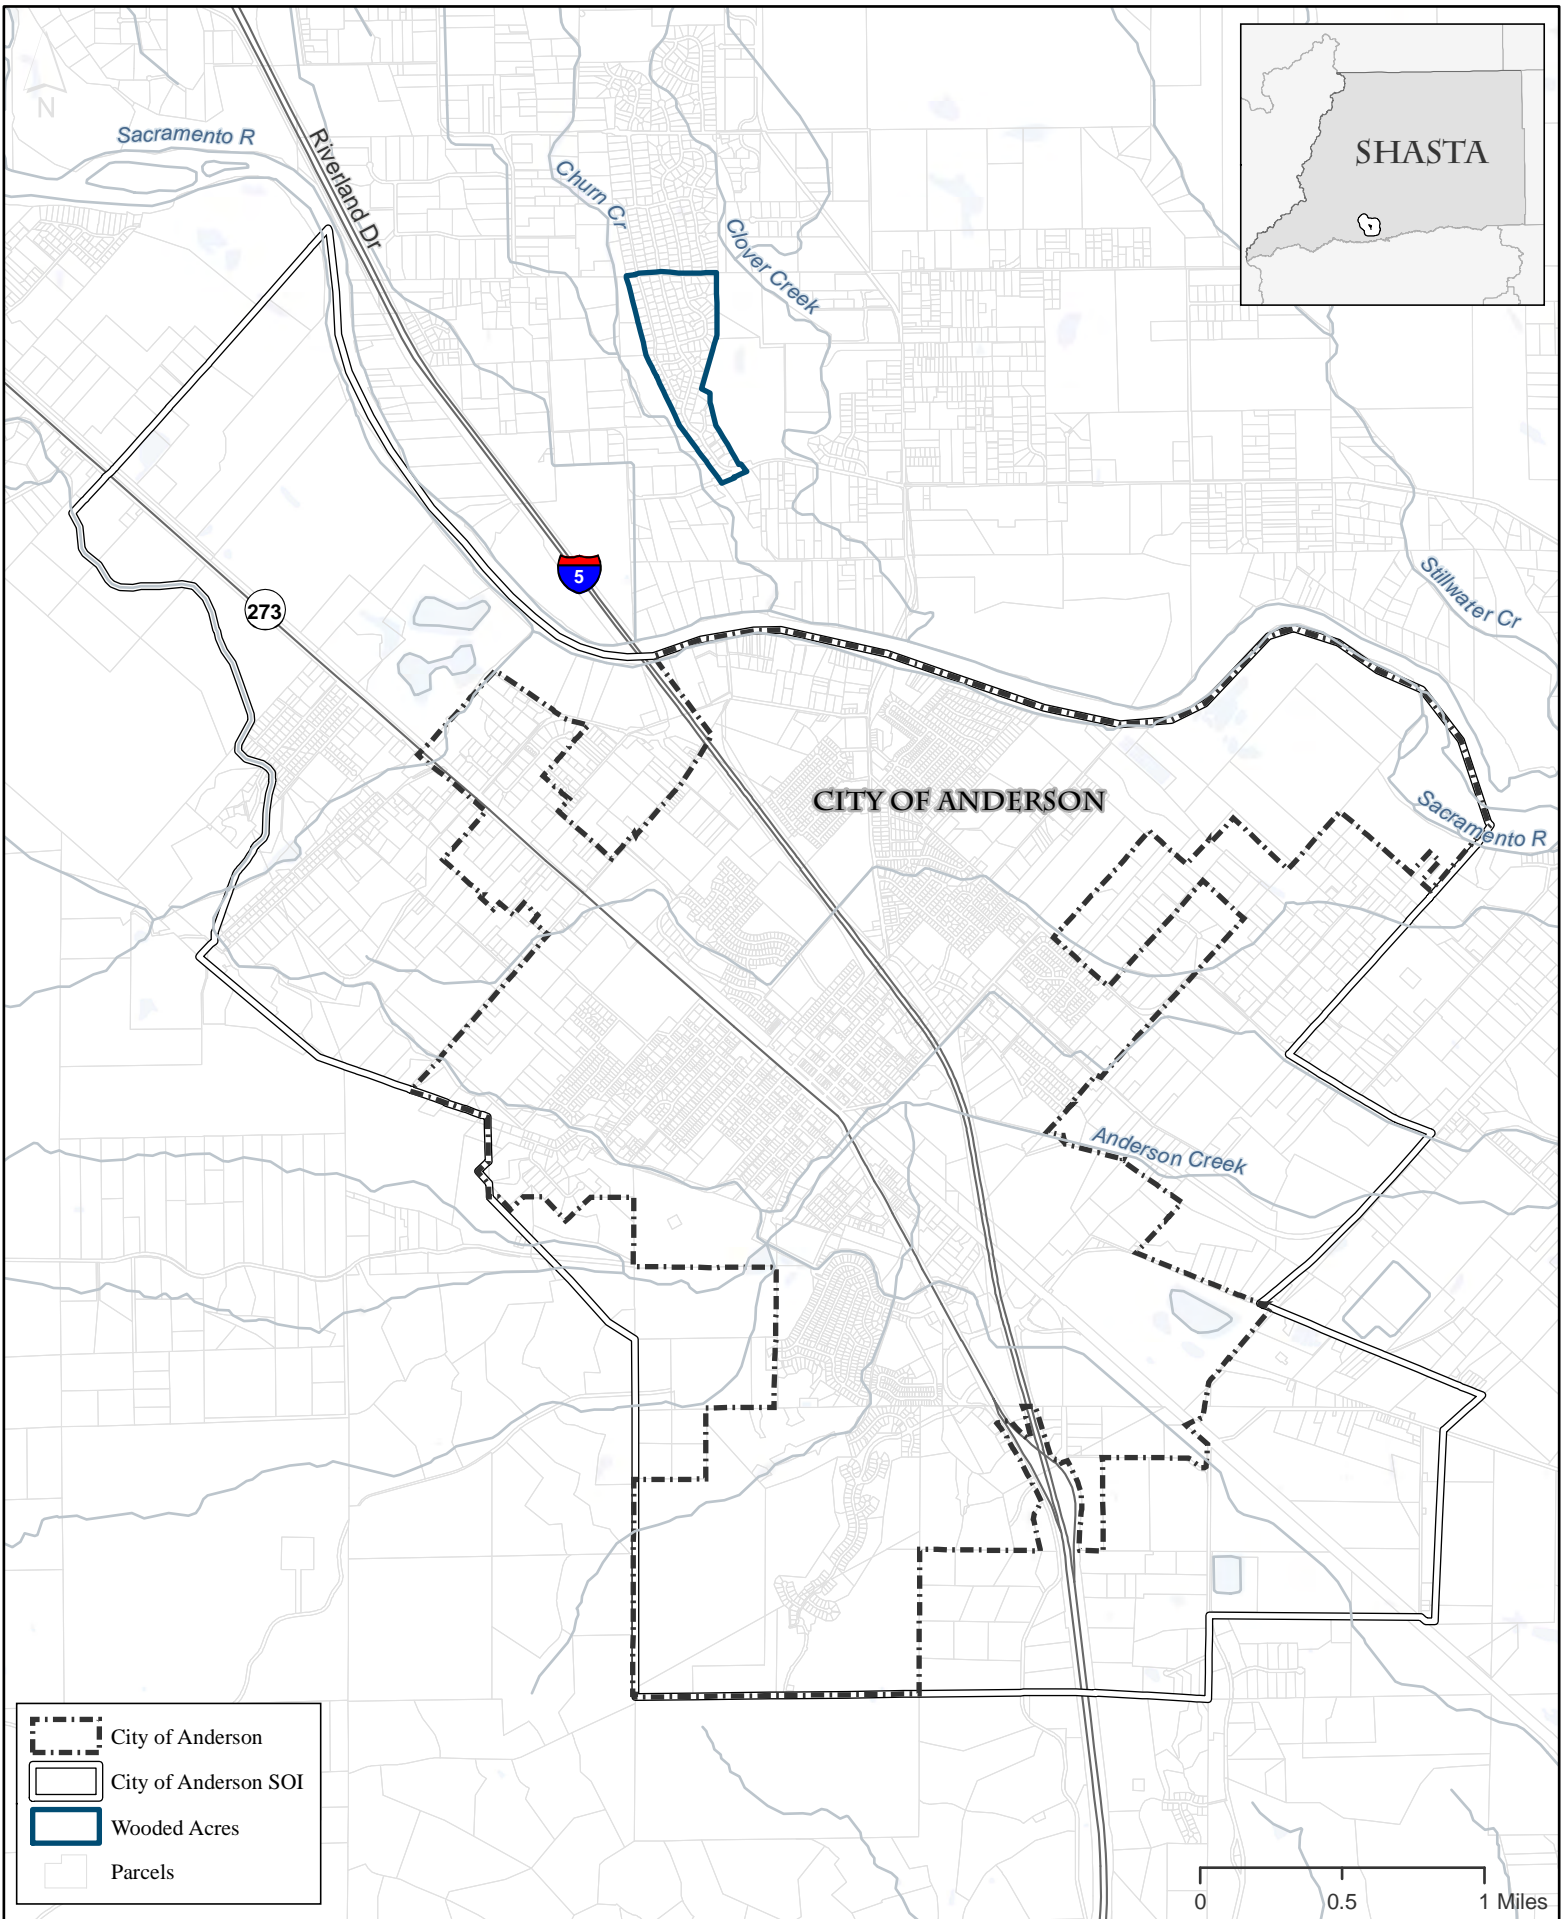 N
Sacramento R
Riverland Dr
Churn Cr
Clover Creek
SHASTA
5
273
Stillwater Cr
CITY OF ANDERSON
Sacramento R
Anderson Creek
City of Anderson
City of Anderson SOI
Wooded Acres
Parcels
0 0.5 1 Miles